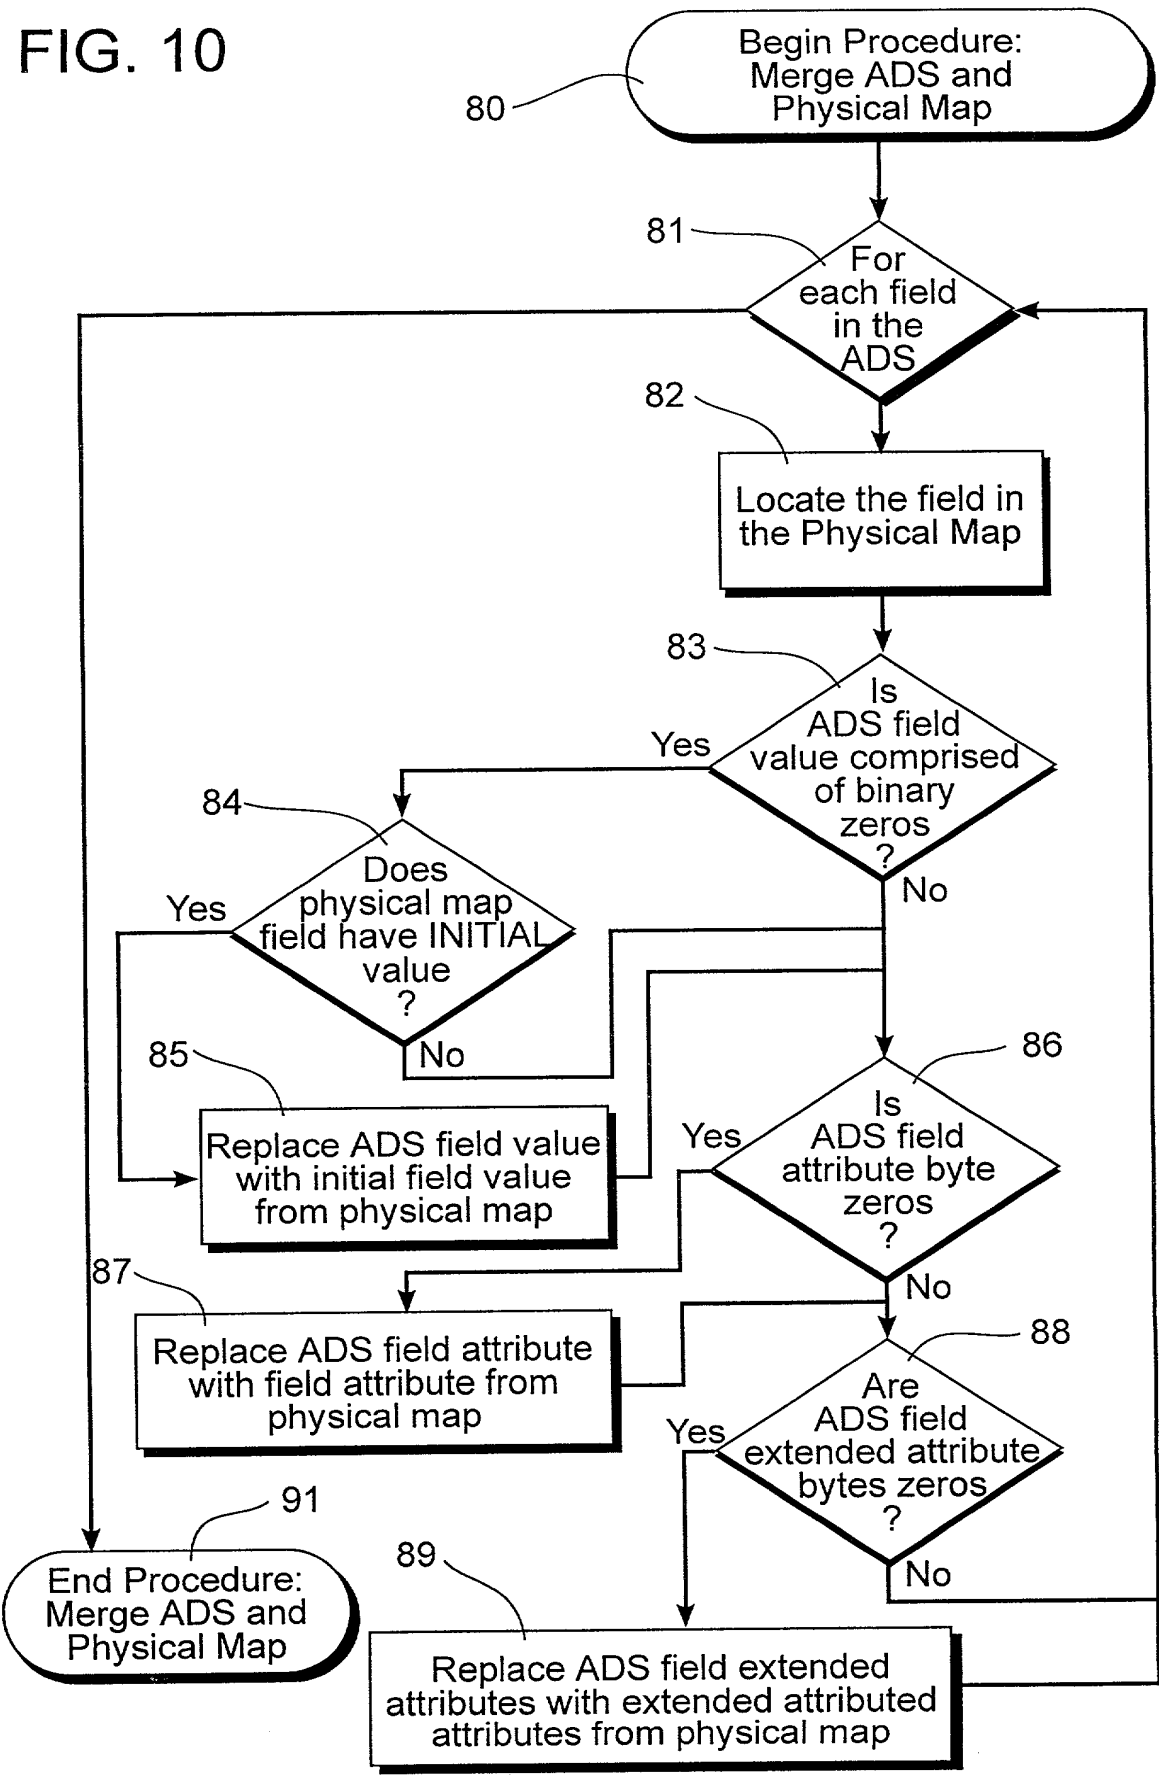 FIG. 10
Begin Procedure:
Merge ADS and
Physical Map
80
81
For
each field
in the
ADS
82
Locate the field in
the Physical Map
83
Is
ADS field
value comprised
of binary
zeros
?
Yes
No
84
Does
physical map
field have INITIAL
value
?
Yes
No
85
Replace ADS field value
with initial field value
from physical map
86
Is
ADS field
attribute byte
zeros
?
Yes
No
87
Replace ADS field attribute
with field attribute from
physical map
88
Are
ADS field
extended attribute
bytes zeros
?
Yes
No
89
Replace ADS field extended
attributes with extended attributed
attributes from physical map
91
End Procedure:
Merge ADS and
Physical Map